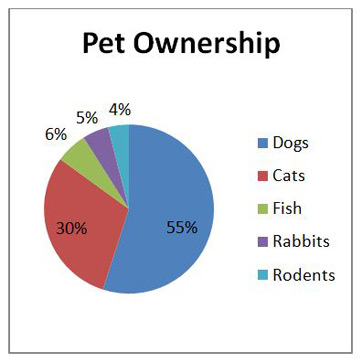 Pet Ownership
4%
5%
6%
55%
30%
Dogs
Cats
Fish
Rabbits
Rodents